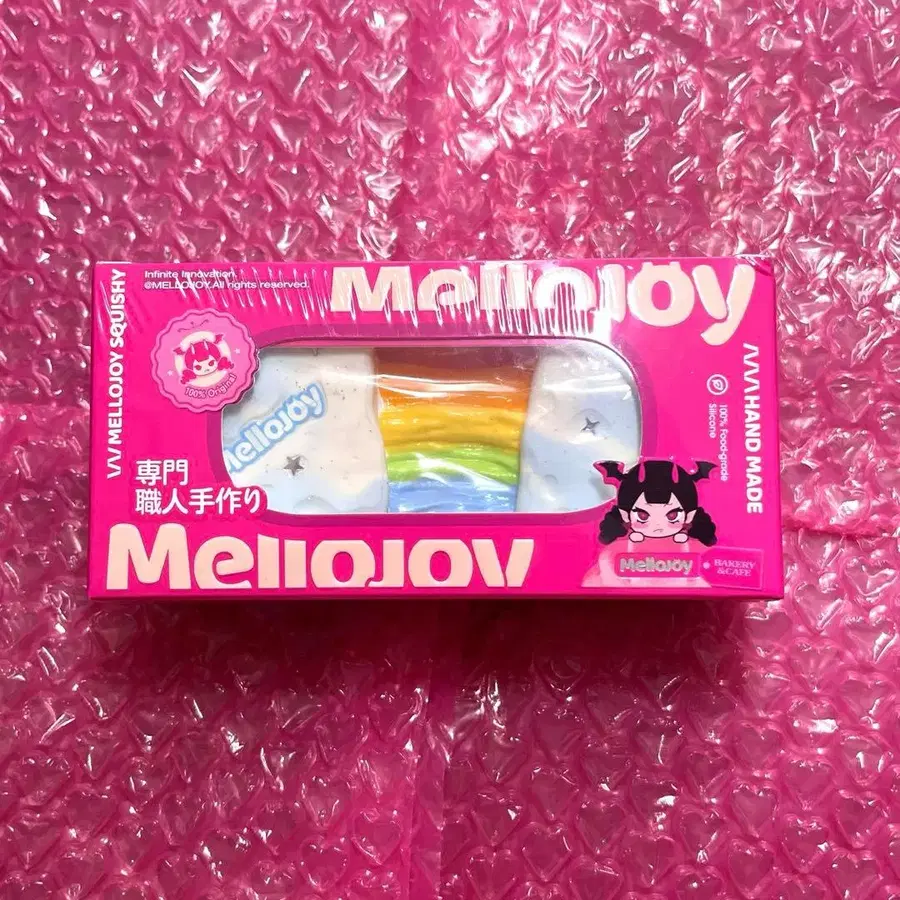 Infinite Innovation.
@MELLOJOY.All rights reserved.
MelloJoy
MELLOJOY SQUISHY
100% Original
MelloJoy
HAND MADE
100% Food-grade
Silicone
専門
職人手作り
MelloJoy
MelloJoy
BAKERY
&CAFE